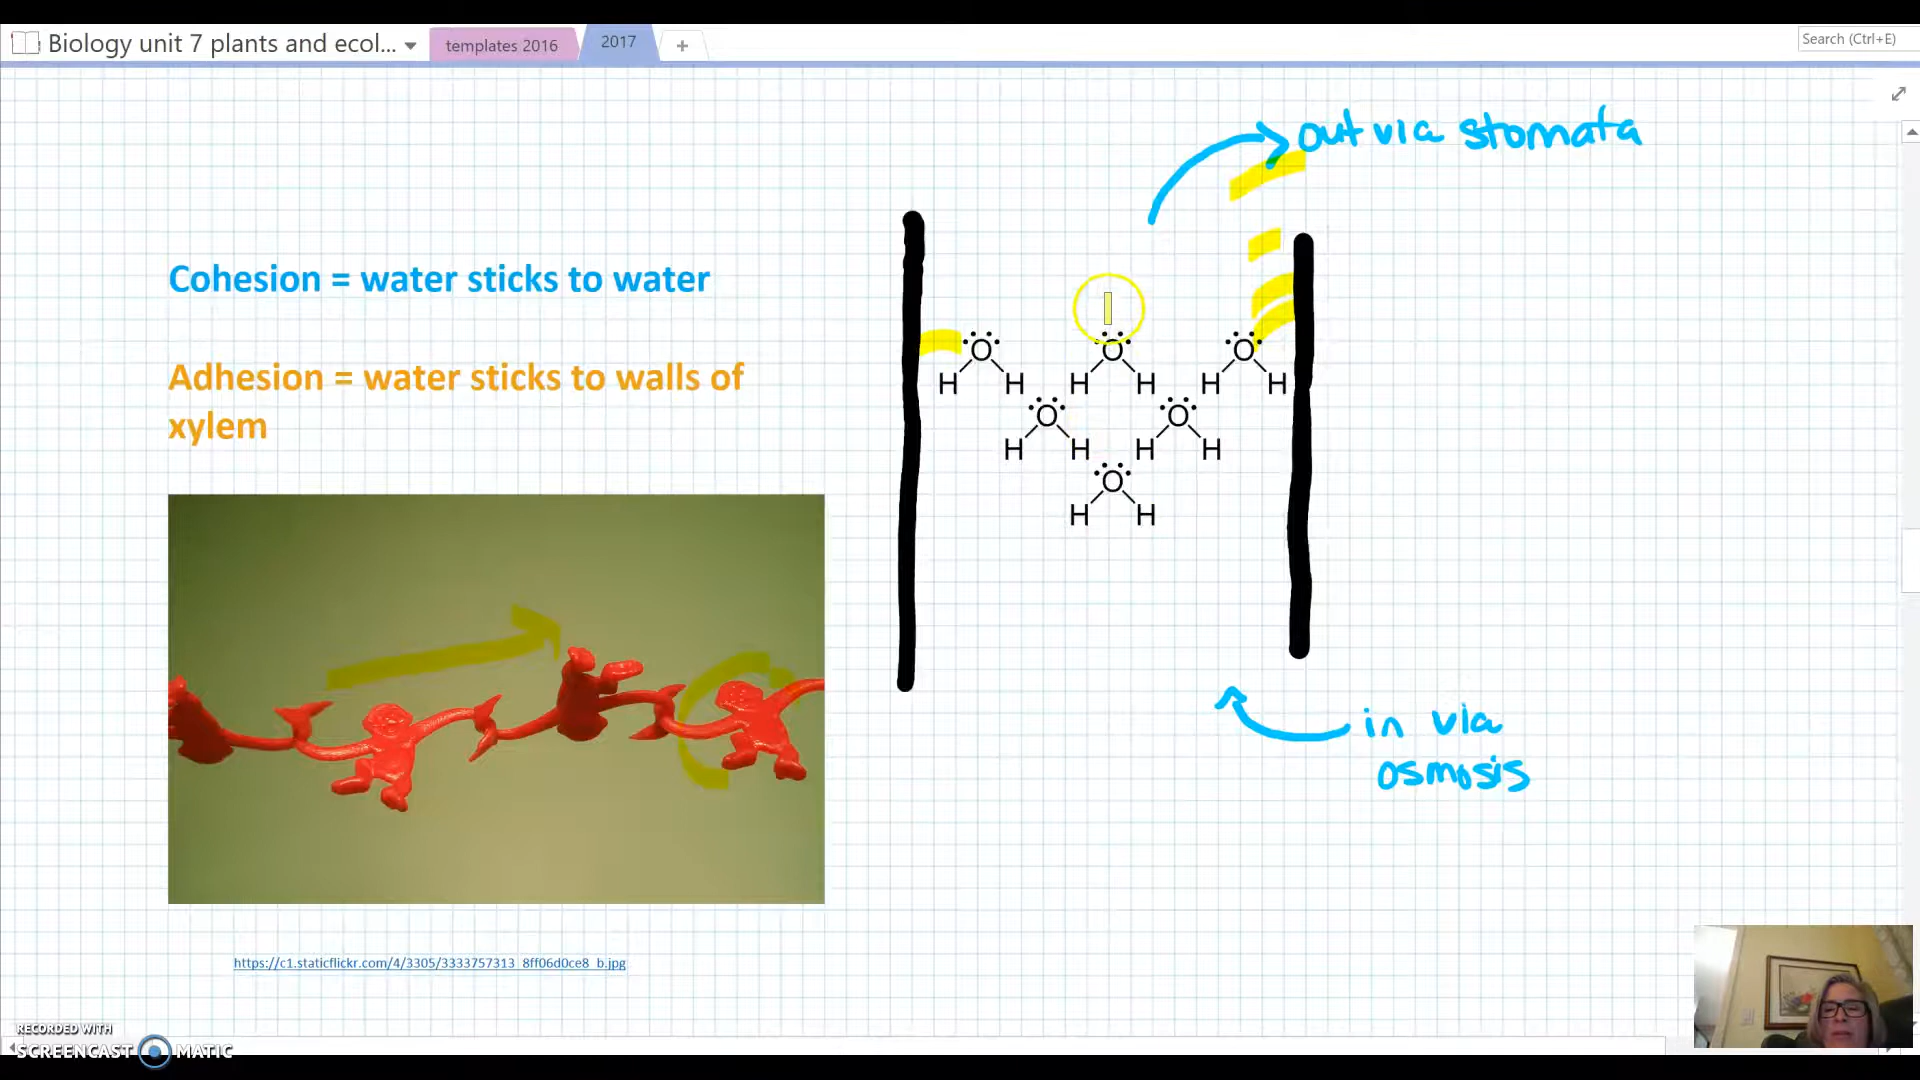 Biology unit 7 plants and ecol...
templates 2016
2017
+
Search (Ctrl+E)
out via stomata
Cohesion = water sticks to water
Adhesion = water sticks to walls of
xylem
O O O
H H H H H H
O O
H H H H
O
H H
in via
osmosis
https://c1.staticflickr.com/4/3305/3333757313_8ff06d0ce8_b.jpg
RECORDED WITH
SCREENCAST MATIC